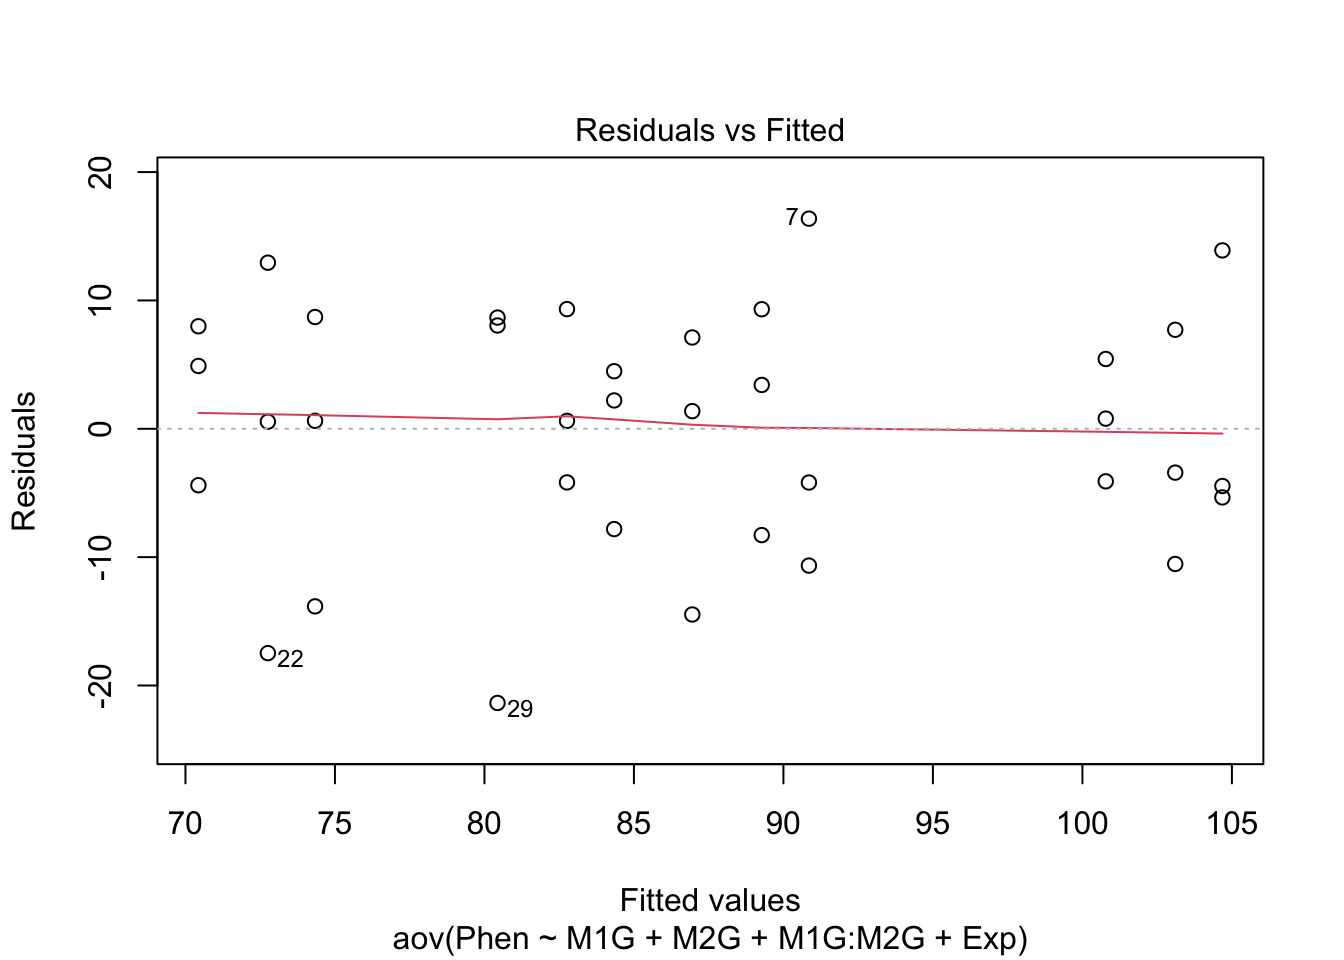 Residuals vs Fitted
20
10
0
-10
-20
Residuals
7
22
29
70 75 80 85 90 95 100 105
Fitted values
aov(Phen ~ M1G + M2G + M1G:M2G + Exp)